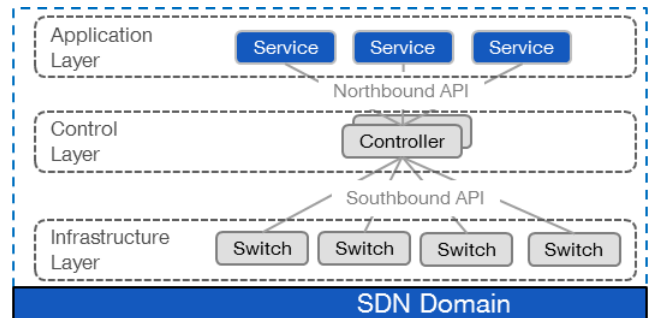 Application
Layer
Service Service Service
Northbound API
Control
Layer
Controller
Southbound API
Infrastructure
Layer
Switch Switch Switch Switch
SDN Domain